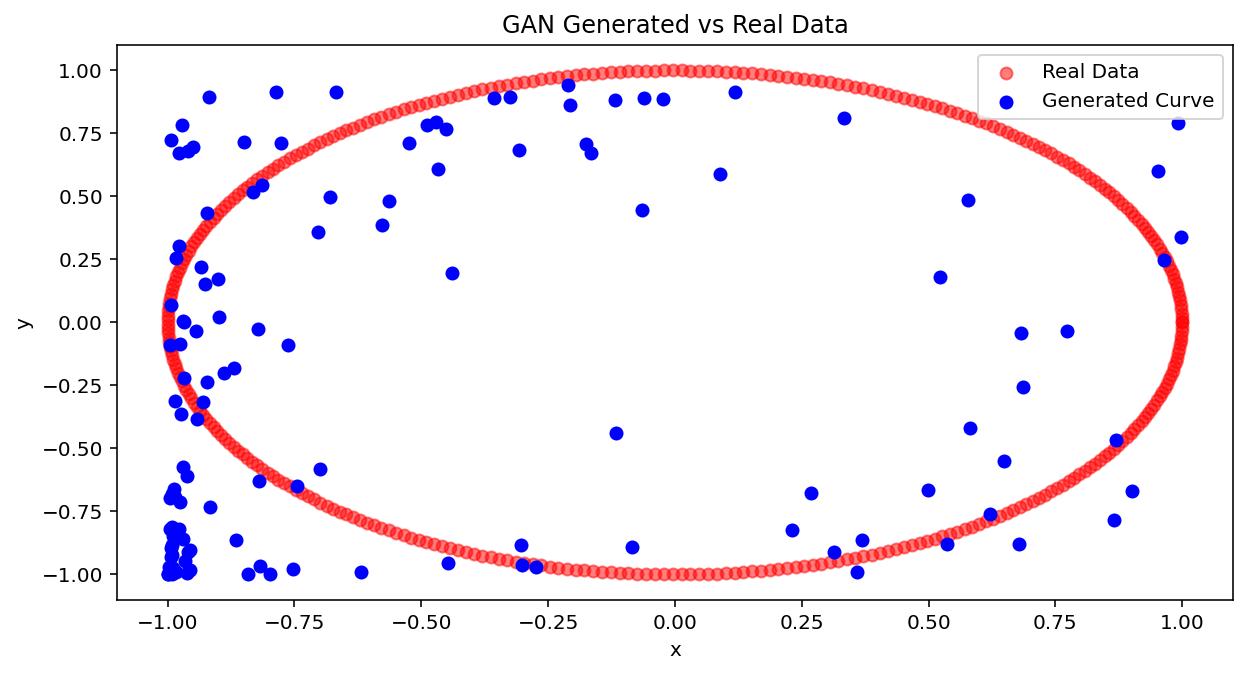 GAN Generated vs Real Data
Real Data
Generated Curve
1.00
0.75
0.50
0.25
0.00
−0.25
−0.50
−0.75
−1.00
y
−1.00 −0.75 −0.50 −0.25 0.00 0.25 0.50 0.75 1.00
x